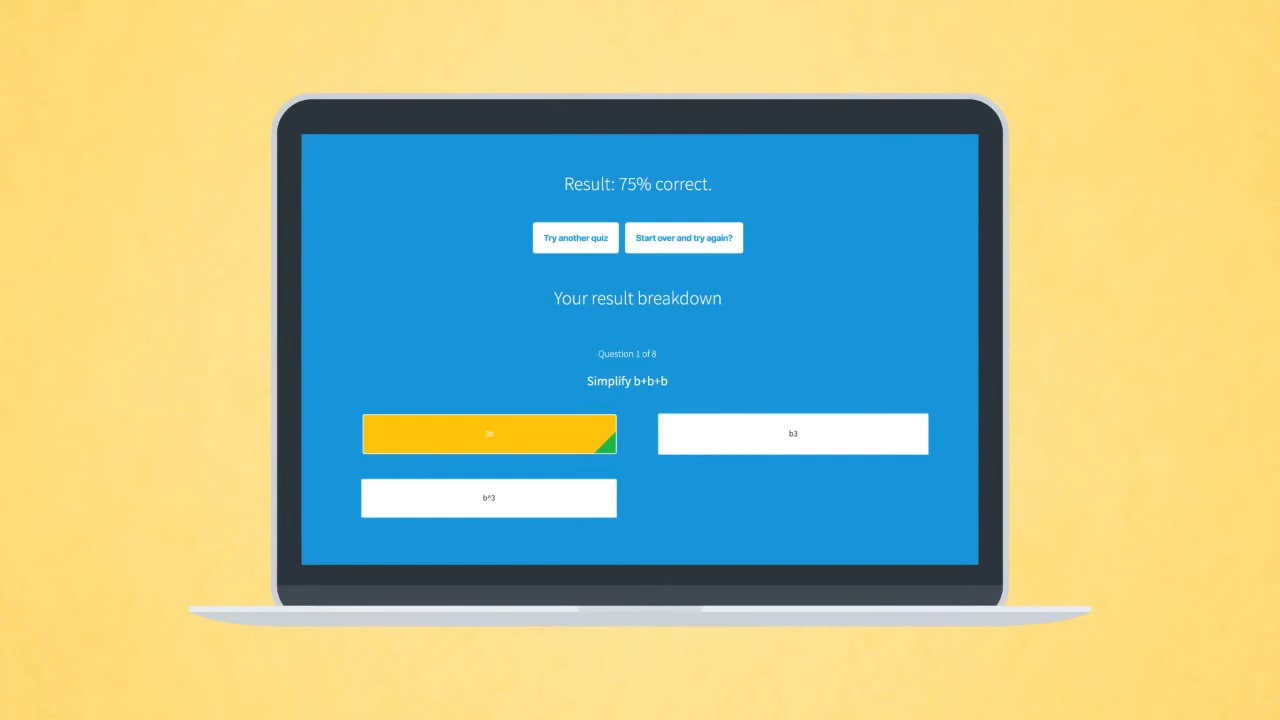 Result: 75% correct.
Try another quiz
Start over and try again?
Your result breakdown
Question 1 of 8
Simplify b+b+b
3b
b3
b^3